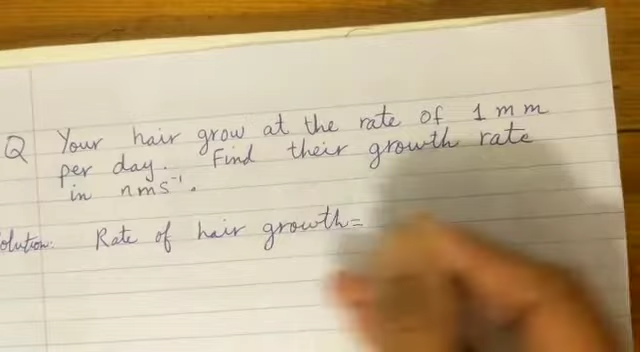 Q Your hair grow at the rate of 1 mm
per day. Find their growth rate
in nms⁻¹.
olution: Rate of hair growth=